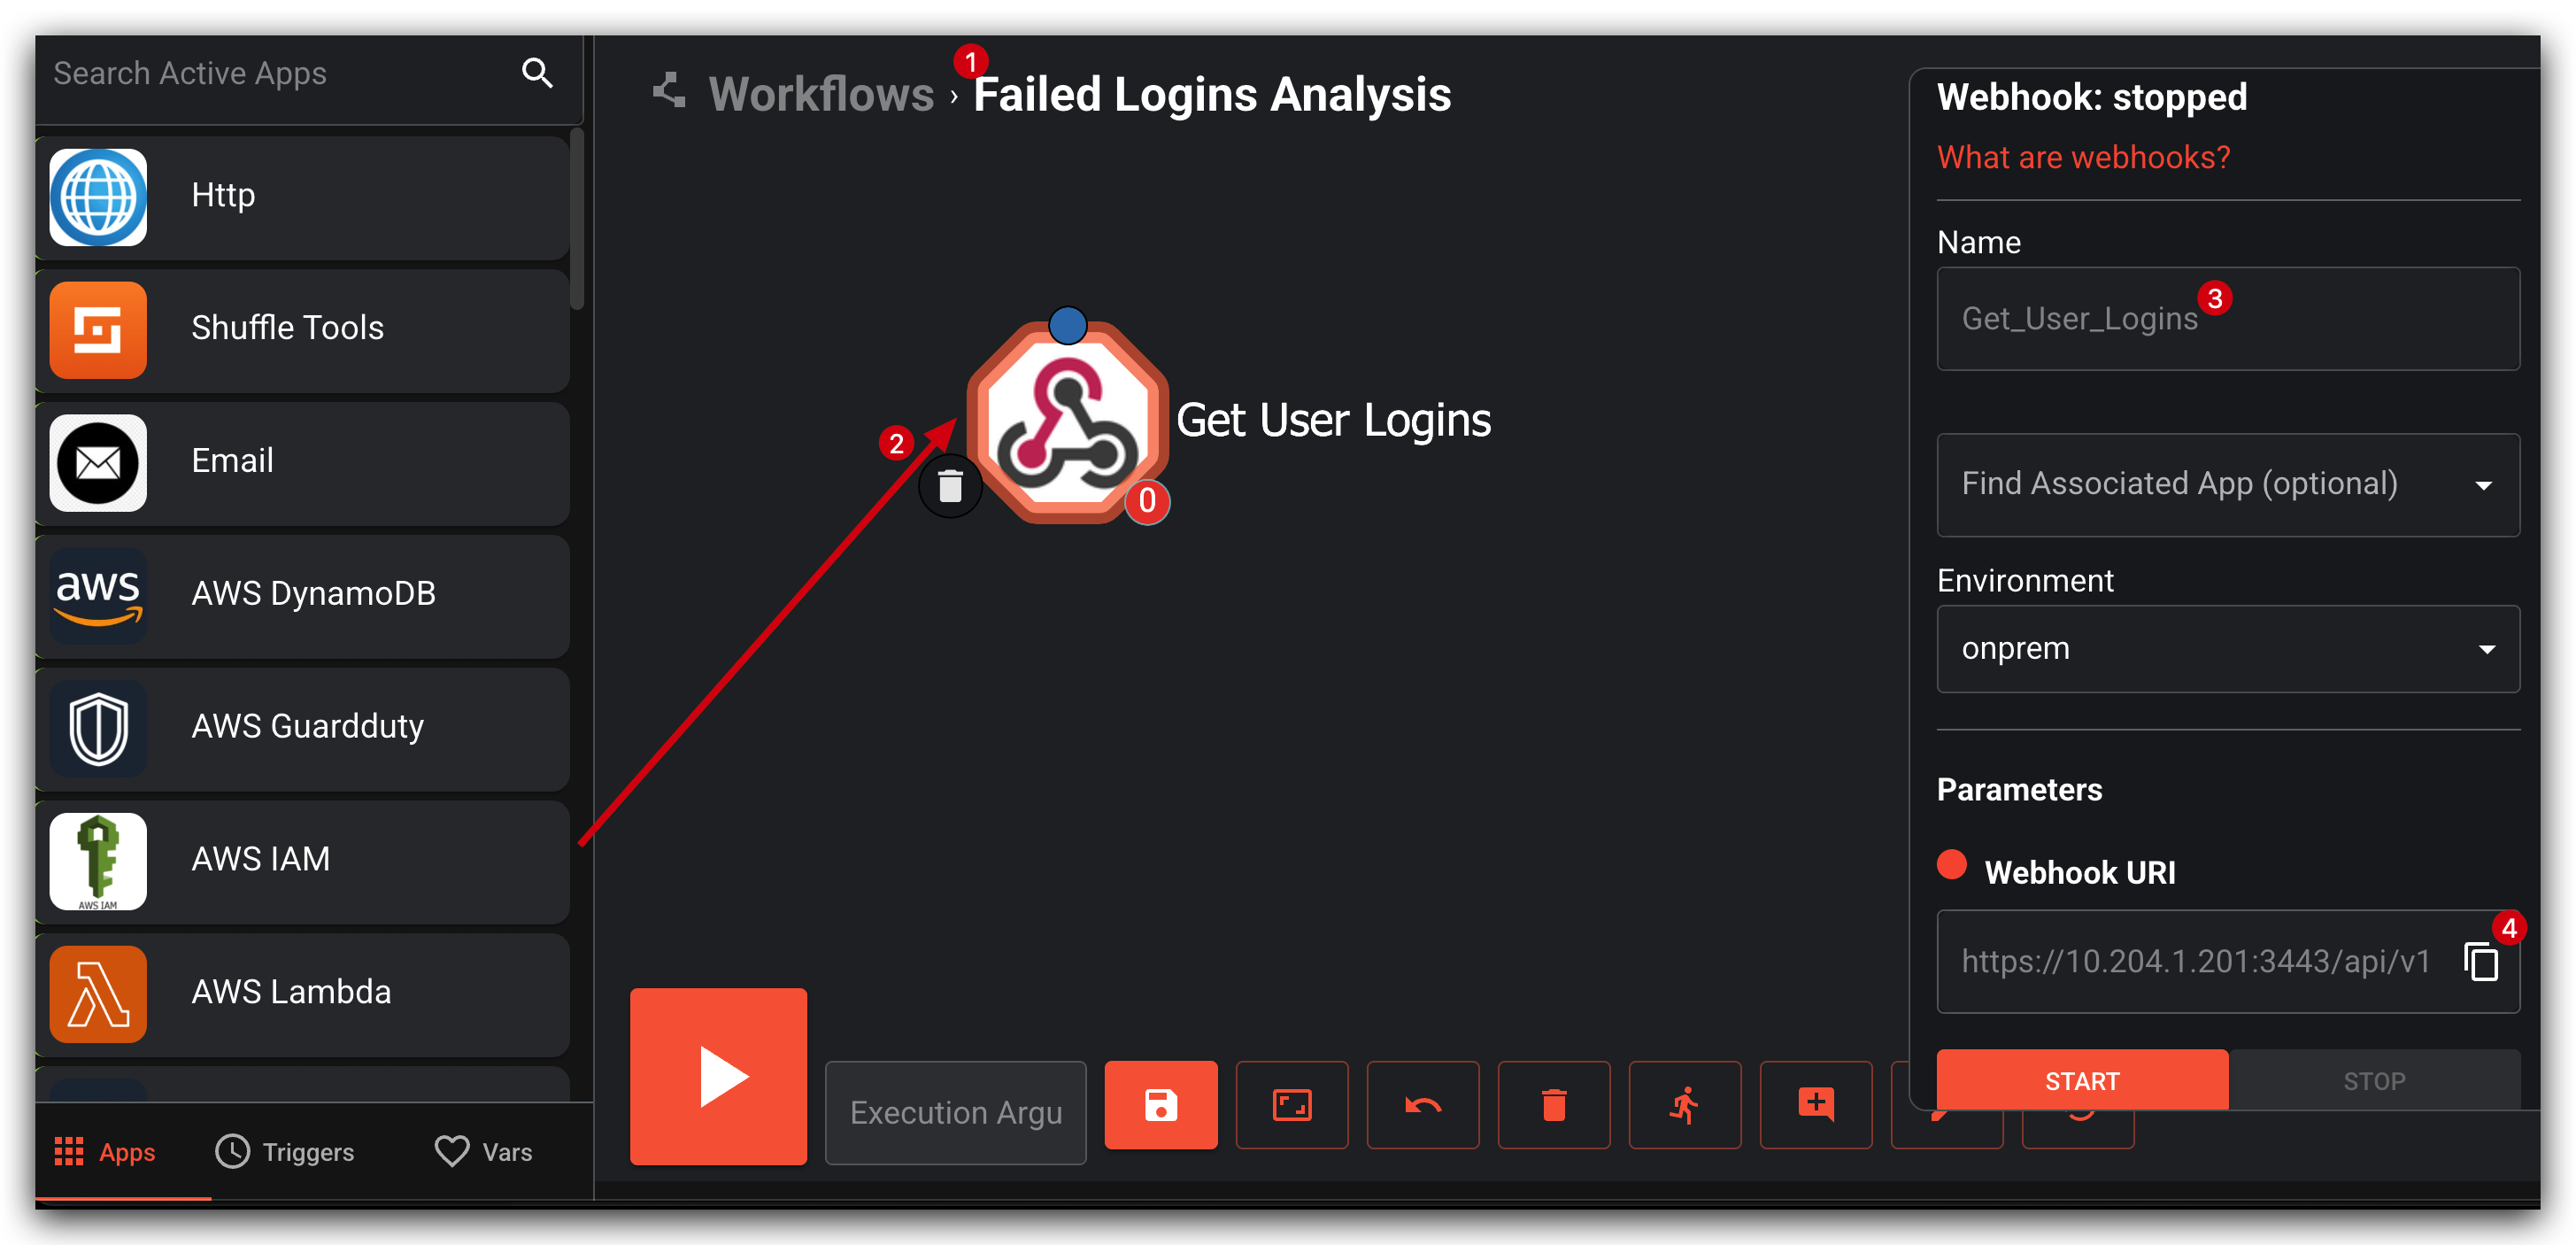 Search Active Apps
Http
Shuffle Tools
Email
aws
AWS DynamoDB
AWS Guardduty
AWS IAM
AWS IAM
AWS Lambda
Apps
Triggers
Vars
1
Workflows › Failed Logins Analysis
2
Get User Logins
0
Execution Argu
Webhook: stopped
What are webhooks?
Name
Get_User_Logins
3
Find Associated App (optional)
Environment
onprem
Parameters
Webhook URI
4
https://10.204.1.201:3443/api/v1
START
STOP